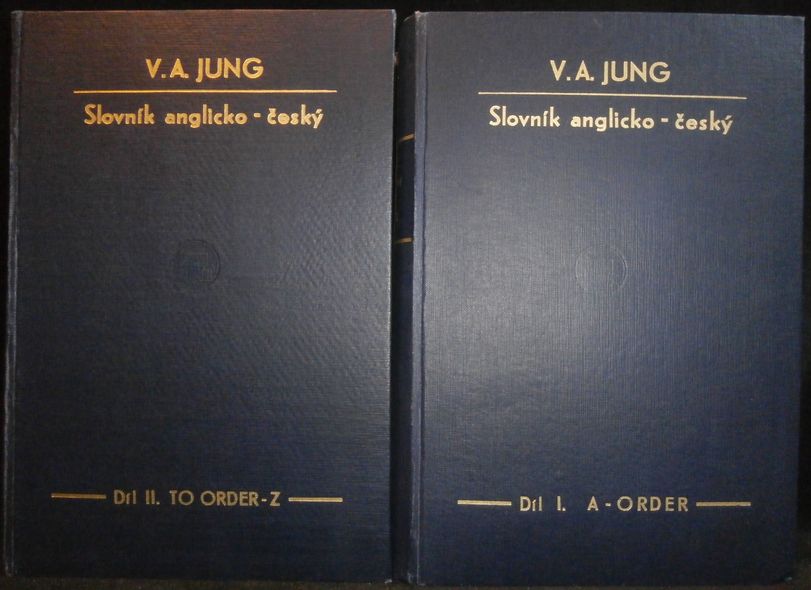 V. A. JUNG
Slovník anglicko - český
Díl II. TO ORDER - Z
V. A. JUNG
Slovník anglicko - český
Díl I. A - ORDER